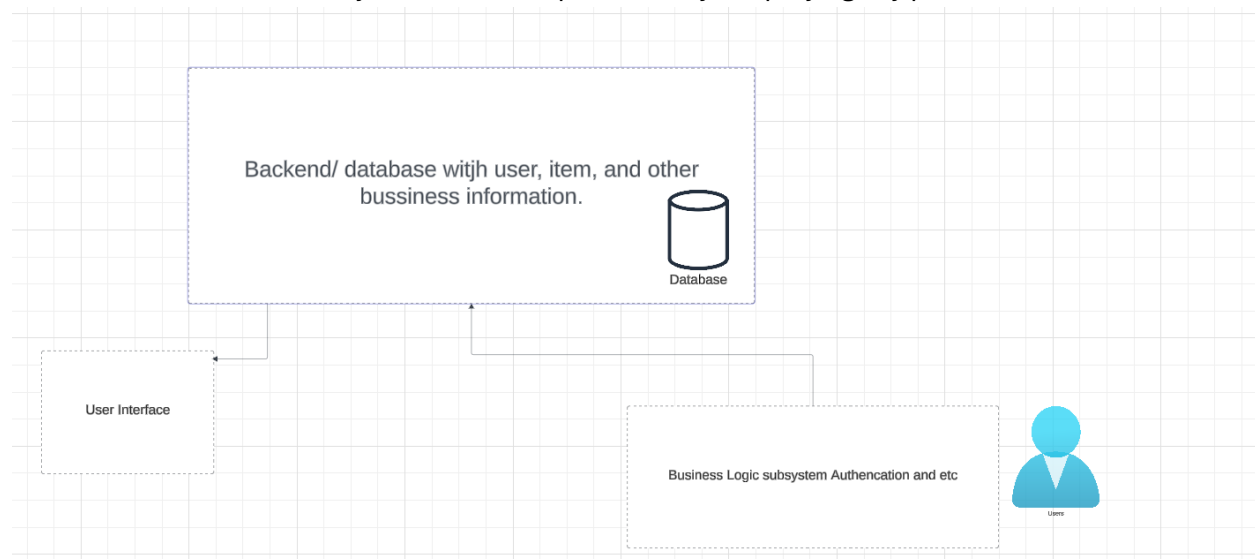 Backend/ database witjh user, item, and other
bussiness information.
Database
User Interface
Business Logic subsystem Authencation and etc
Users